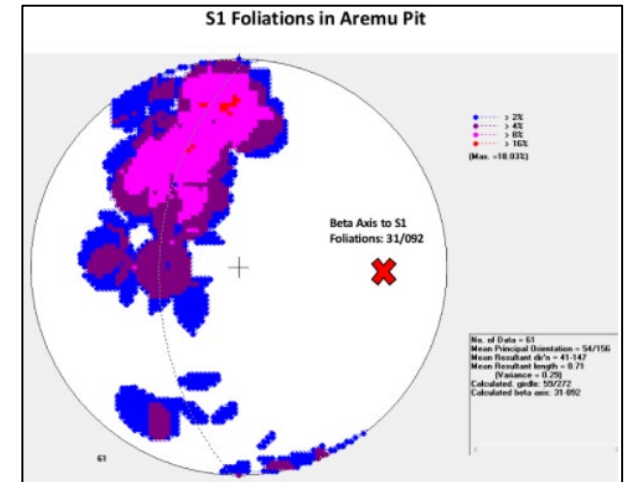 S1 Foliations in Aremu Pit
> 2%
> 4%
> 8%
> 16%
(Max. =18.03%)
Beta Axis to S1
Foliations: 31/092
No. of Data = 61
Mean Principal Orientation = 54/156
Mean Resultant dir'n = 41-147
Mean Resultant length = 0.71
(Variance = 0.29)
Calculated. girdle: 59/272
Calculated beta axis: 31-092
61